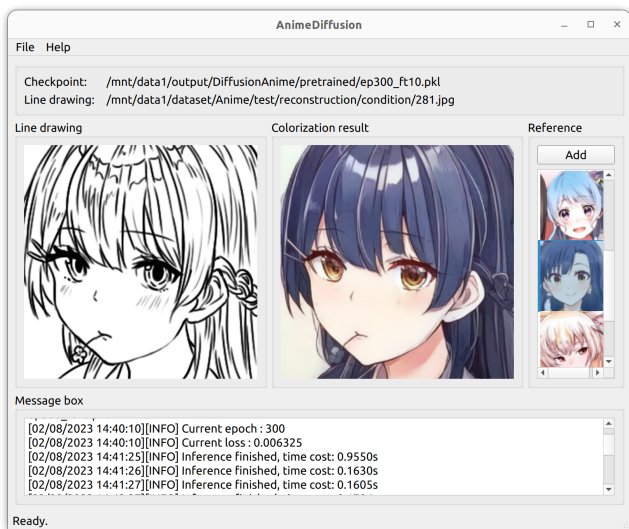 AnimeDiffusion
File Help
Checkpoint: /mnt/data1/output/DiffusionAnime/pretrained/ep300_ft10.pkl
Line drawing: /mnt/data1/dataset/Anime/test/reconstruction/condition/281.jpg
Line drawing
Colorization result
Reference
Add
Message box
[02/08/2023 14:40:10][INFO] Current epoch : 300
[02/08/2023 14:40:10][INFO] Current loss : 0.006325
[02/08/2023 14:41:25][INFO] Inference finished, time cost: 0.9550s
[02/08/2023 14:41:26][INFO] Inference finished, time cost: 0.1630s
[02/08/2023 14:41:27][INFO] Inference finished, time cost: 0.1605s
Ready.